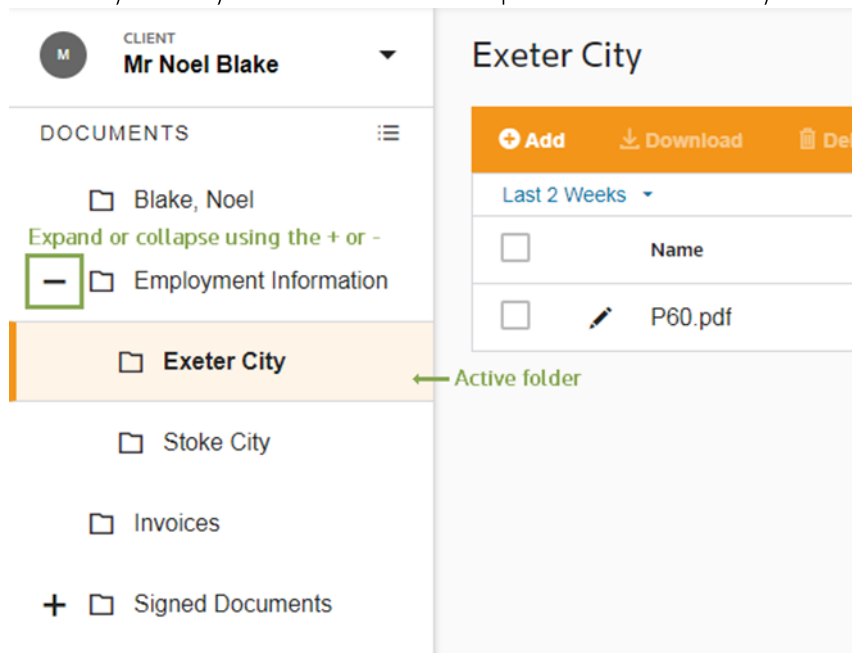 CLIENT
M
Mr Noel Blake
Exeter City
DOCUMENTS
Add
Download
Del
Blake, Noel
Last 2 Weeks
Expand or collapse using the + or -
Name
Employment Information
P60.pdf
Exeter City
Active folder
Stoke City
Invoices
Signed Documents